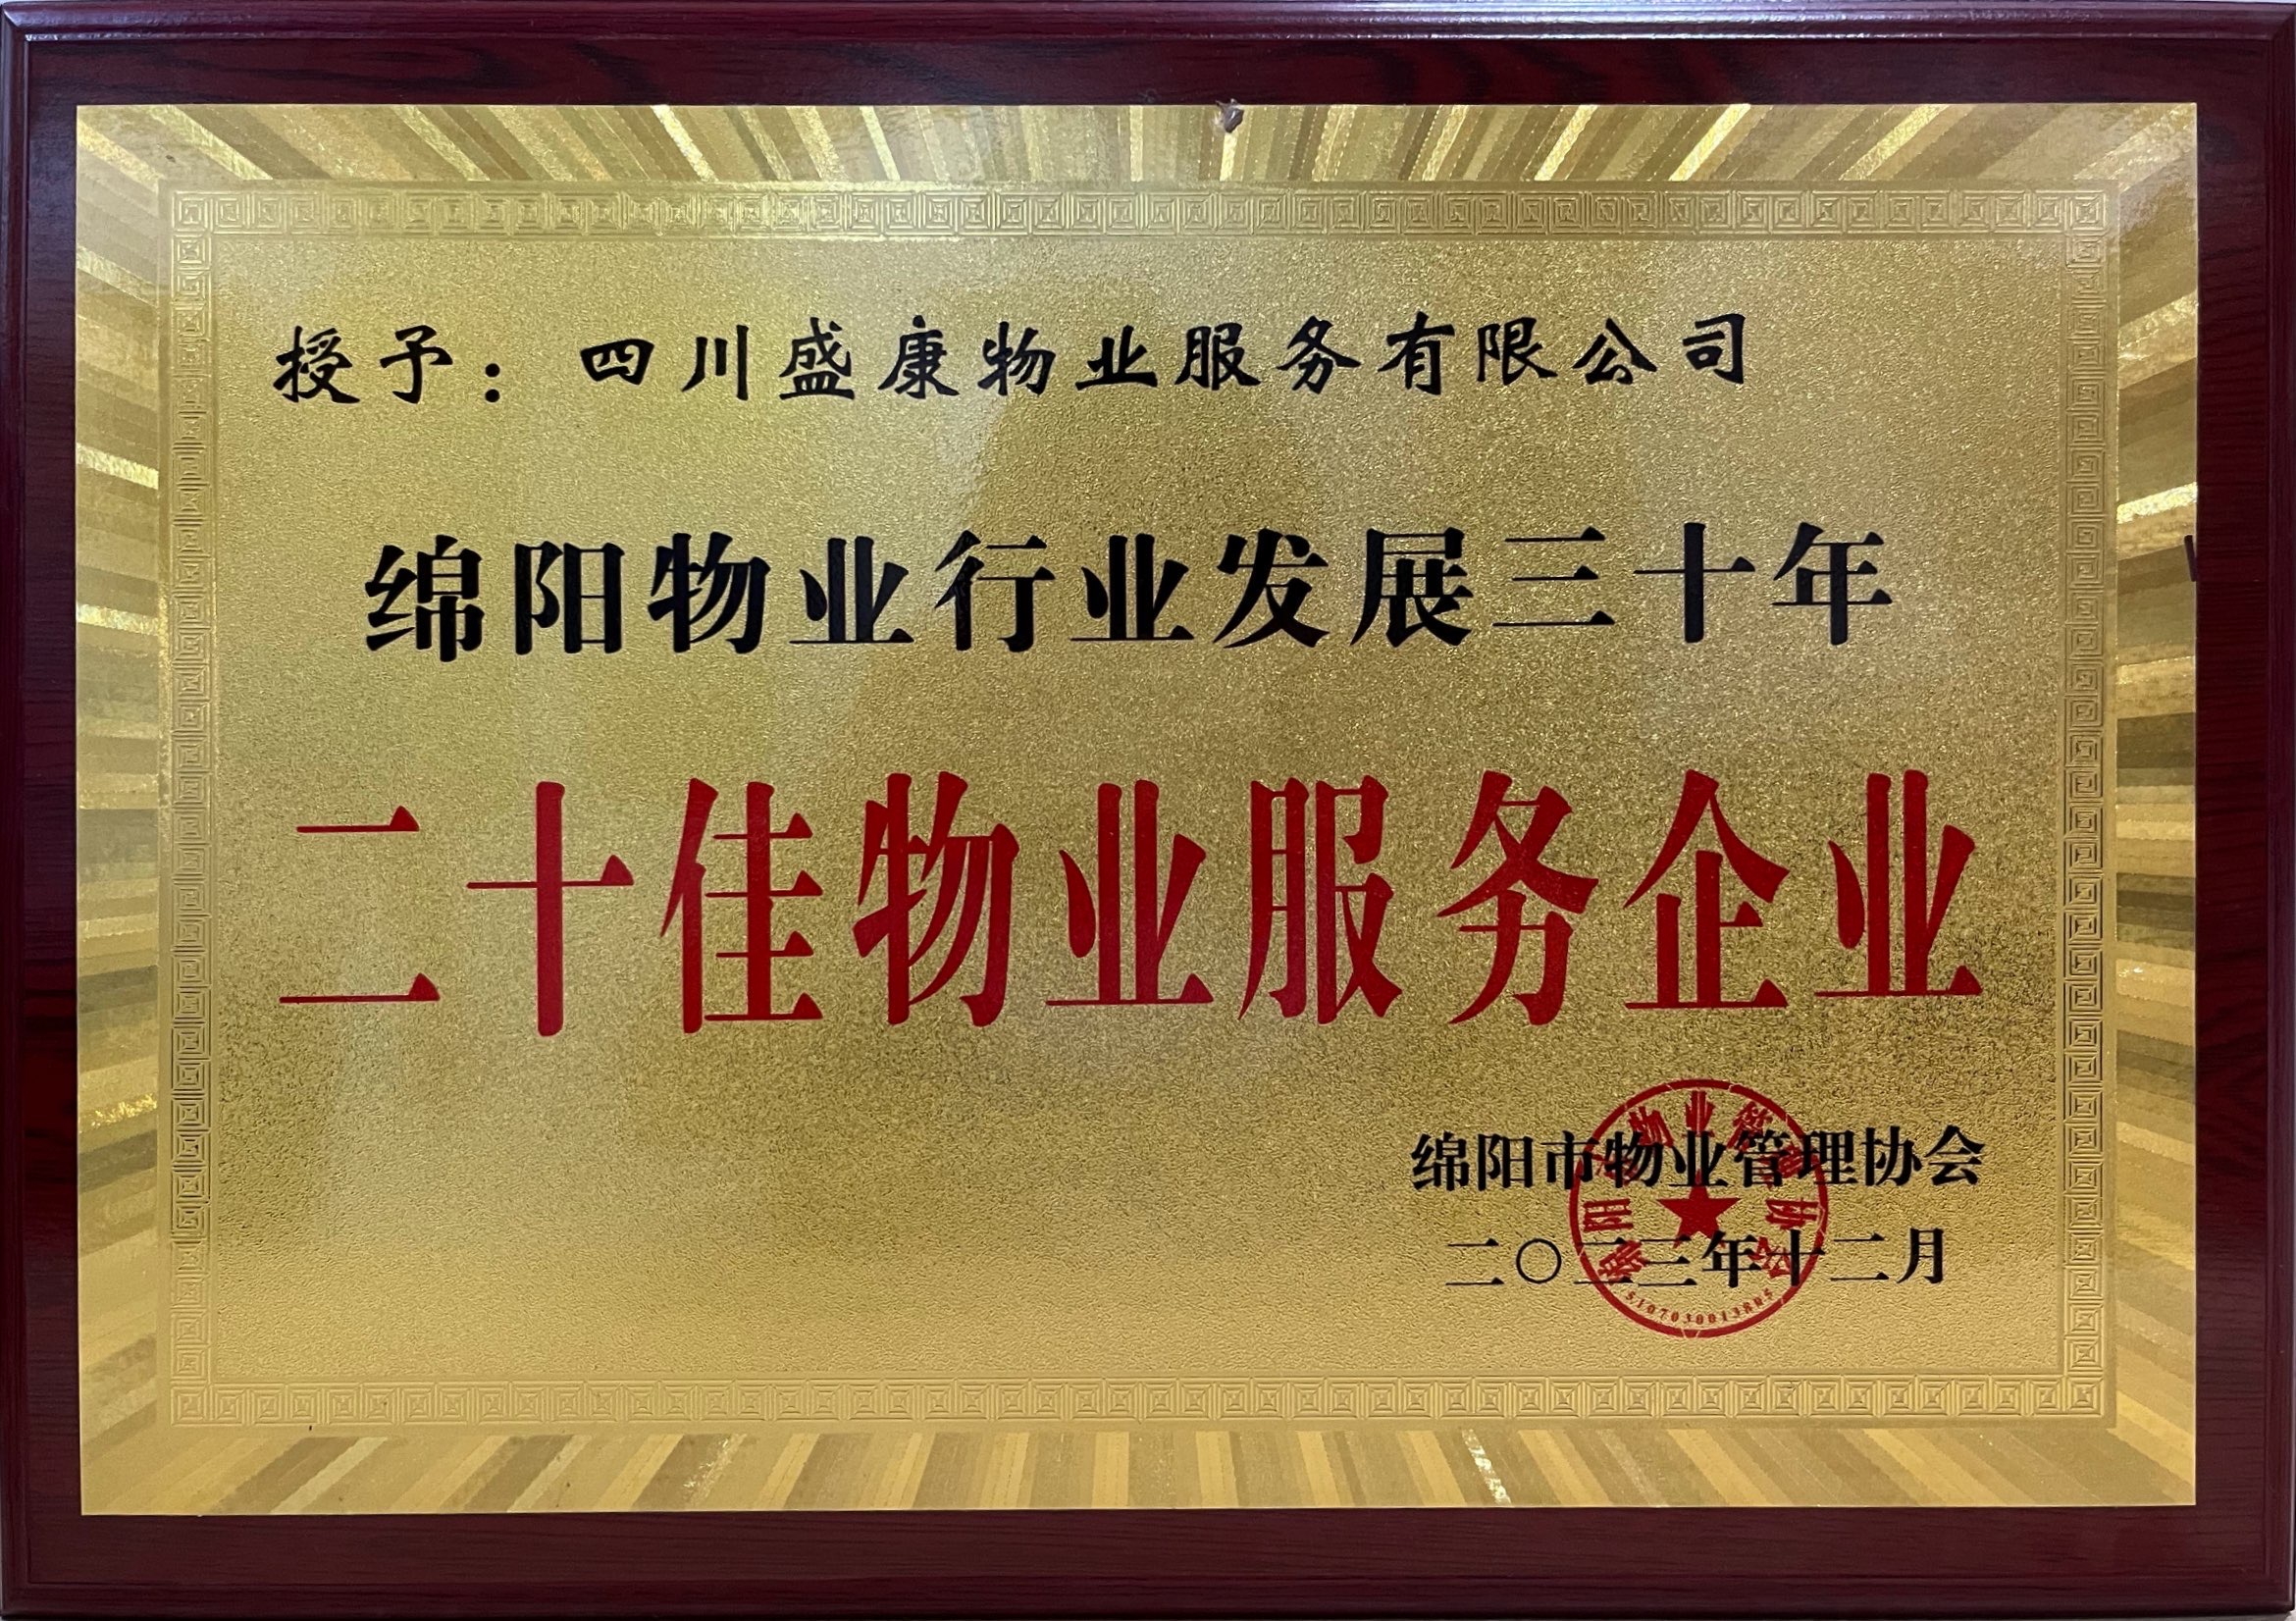 授予：四川盛康物业服务有限公司
绵阳物业行业发展三十年
二十佳物业服务企业
绵阳市物业管理协会
二〇二三年十二月
5107030013805